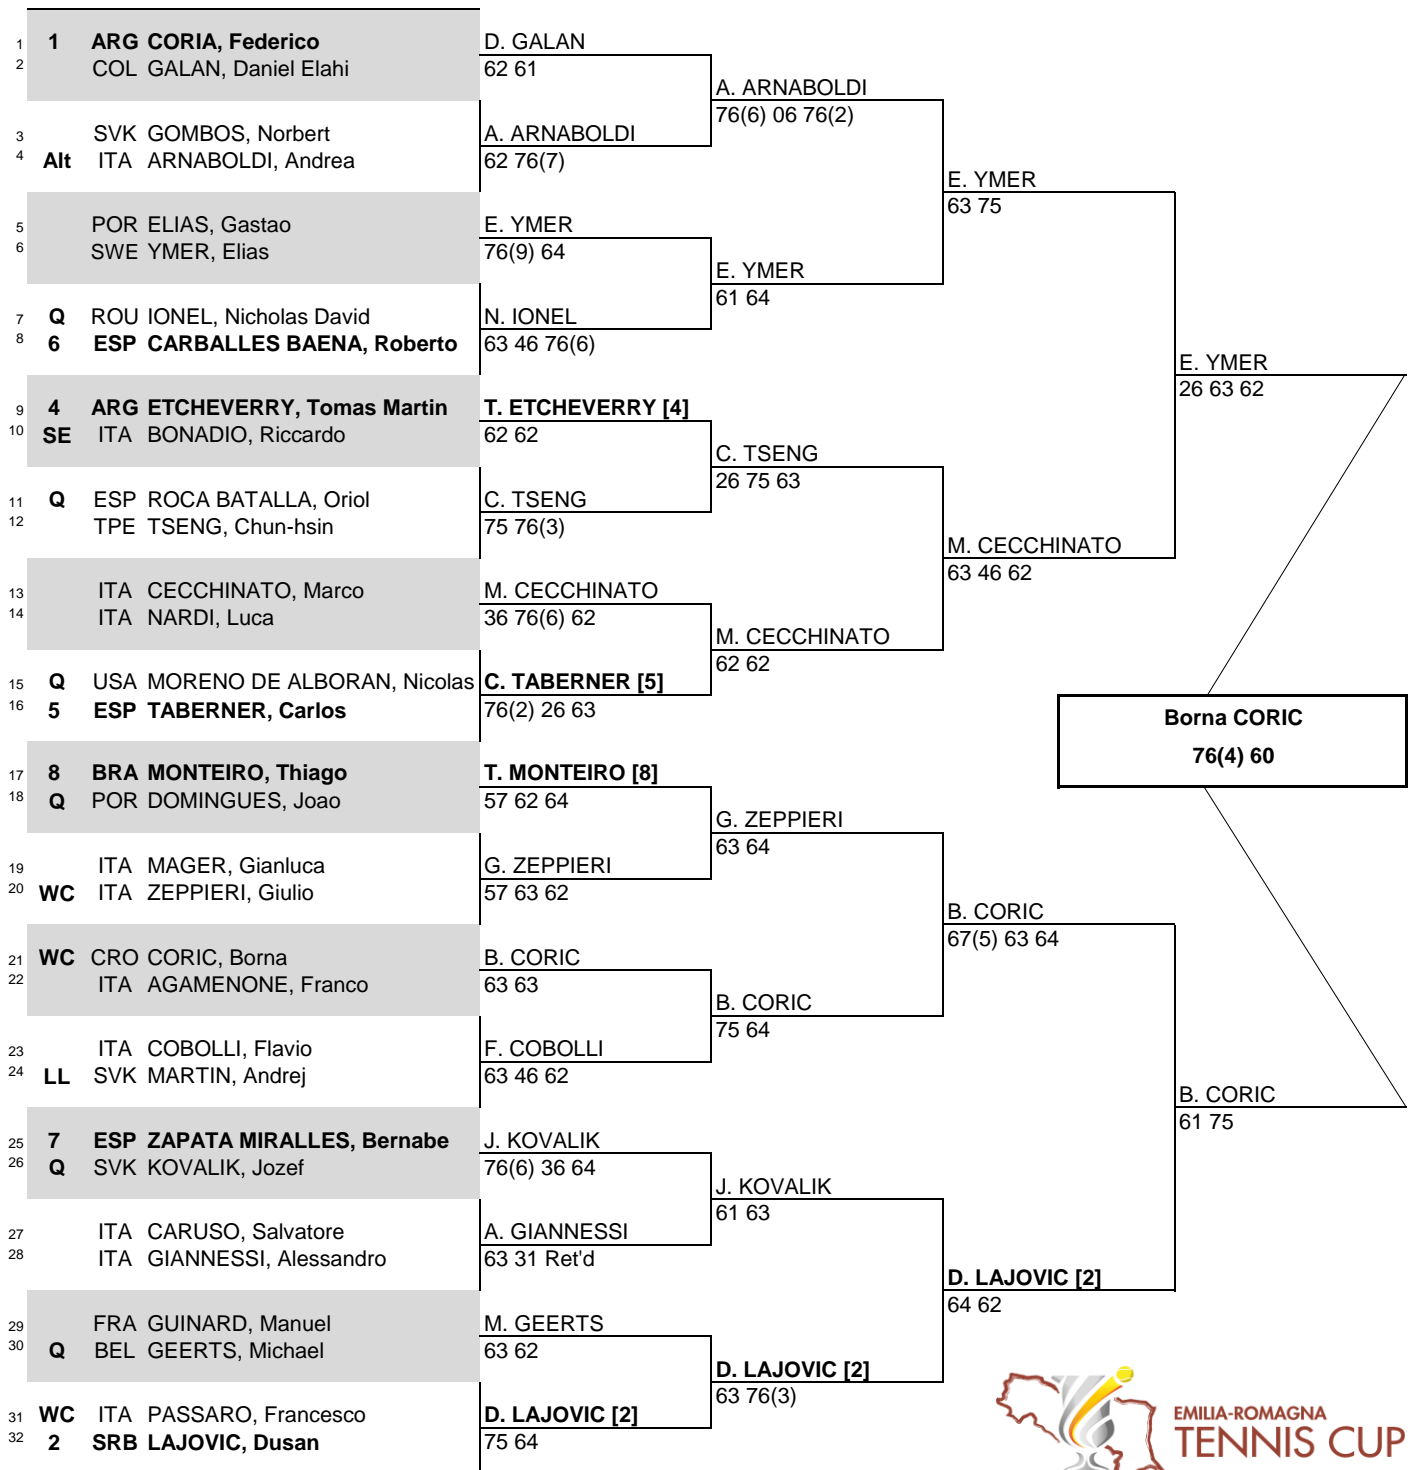 1 1 ARG CORIA, Federico
2 COL GALAN, Daniel Elahi
3 SVK GOMBOS, Norbert
4 Alt ITA ARNABOLDI, Andrea
5 POR ELIAS, Gastao
6 SWE YMER, Elias
7 Q ROU IONEL, Nicholas David
8 6 ESP CARBALLES BAENA, Roberto
9 4 ARG ETCHEVERRY, Tomas Martin
10 SE ITA BONADIO, Riccardo
11 Q ESP ROCA BATALLA, Oriol
12 TPE TSENG, Chun-hsin
13 ITA CECCHINATO, Marco
14 ITA NARDI, Luca
15 Q USA MORENO DE ALBORAN, Nicolas
16 5 ESP TABERNER, Carlos
17 8 BRA MONTEIRO, Thiago
18 Q POR DOMINGUES, Joao
19 ITA MAGER, Gianluca
20 WC ITA ZEPPIERI, Giulio
21 WC CRO CORIC, Borna
22 ITA AGAMENONE, Franco
23 ITA COBOLLI, Flavio
24 LL SVK MARTIN, Andrej
25 7 ESP ZAPATA MIRALLES, Bernabe
26 Q SVK KOVALIK, Jozef
27 ITA CARUSO, Salvatore
28 ITA GIANNESSI, Alessandro
29 FRA GUINARD, Manuel
30 Q BEL GEERTS, Michael
31 WC ITA PASSARO, Francesco
32 2 SRB LAJOVIC, Dusan
D. GALAN
62 61
A. ARNABOLDI
62 76(7)
E. YMER
76(9) 64
N. IONEL
63 46 76(6)
T. ETCHEVERRY [4]
62 62
C. TSENG
75 76(3)
M. CECCHINATO
36 76(6) 62
C. TABERNER [5]
76(2) 26 63
T. MONTEIRO [8]
57 62 64
G. ZEPPIERI
57 63 62
B. CORIC
63 63
F. COBOLLI
63 46 62
J. KOVALIK
76(6) 36 64
A. GIANNESSI
63 31 Ret'd
M. GEERTS
63 62
D. LAJOVIC [2]
75 64
A. ARNABOLDI
76(6) 06 76(2)
E. YMER
61 64
C. TSENG
26 75 63
M. CECCHINATO
62 62
G. ZEPPIERI
63 64
B. CORIC
75 64
J. KOVALIK
61 63
D. LAJOVIC [2]
63 76(3)
E. YMER
63 75
M. CECCHINATO
63 46 62
B. CORIC
67(5) 63 64
D. LAJOVIC [2]
64 62
E. YMER
26 63 62
B. CORIC
61 75
Borna CORIC
76(4) 60
EMILIA-ROMAGNA
TENNIS CUP